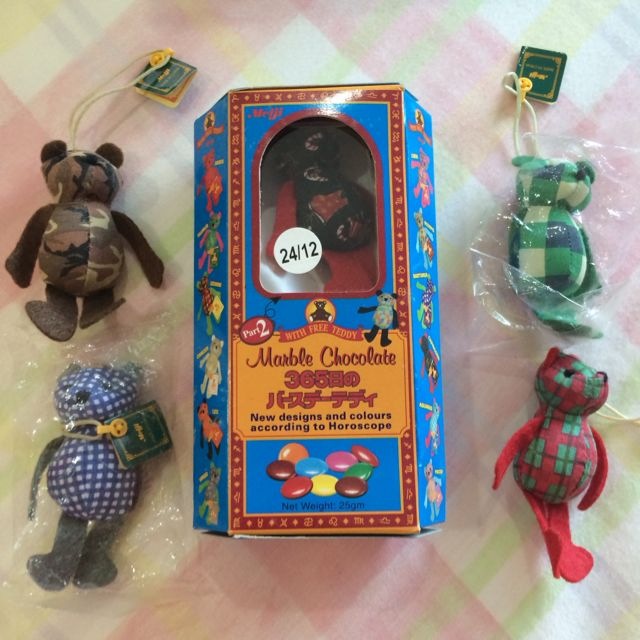 Meiji
24/12
Part 2
WITH FREE TEDDY
Marble Chocolate
365日の
バースデーテディ
New designs and colours
according to Horoscope
Net Weight: 25gm